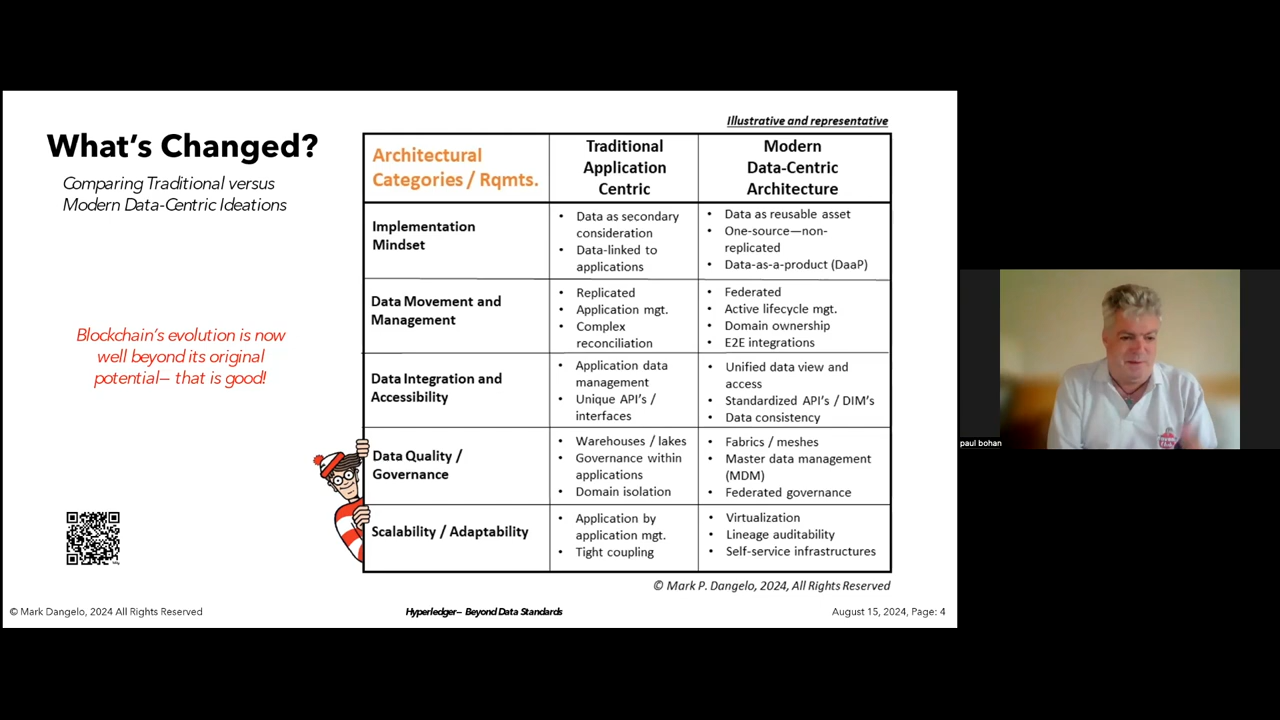 What's Changed?
Comparing Traditional versus
Modern Data-Centric Ideations
Blockchain's evolution is now
well beyond its original
potential– that is good!
Illustrative and representative
Architectural
Categories / Rqmts.
Traditional
Application
Centric
Modern
Data-Centric
Architecture
Implementation
Mindset
• Data as secondary
consideration
• Data-linked to
applications
• Data as reusable asset
• One-source—non-
replicated
• Data-as-a-product (DaaP)
Data Movement and
Management
• Replicated
• Application mgt.
• Complex
reconciliation
• Federated
• Active lifecycle mgt.
• Domain ownership
• E2E integrations
Data Integration and
Accessibility
• Application data
management
• Unique API's /
interfaces
• Unified data view and
access
• Standardized API's / DIM's
• Data consistency
Data Quality /
Governance
• Warehouses / lakes
• Governance within
applications
• Domain isolation
• Fabrics / meshes
• Master data management
(MDM)
• Federated governance
Scalability / Adaptability
• Application by
application mgt.
• Tight coupling
• Virtualization
• Lineage auditability
• Self-service infrastructures
© Mark P. Dangelo, 2024, All Rights Reserved
© Mark Dangelo, 2024 All Rights Reserved
Hyperledger– Beyond Data Standards
August 15, 2024, Page: 4
paul bohan